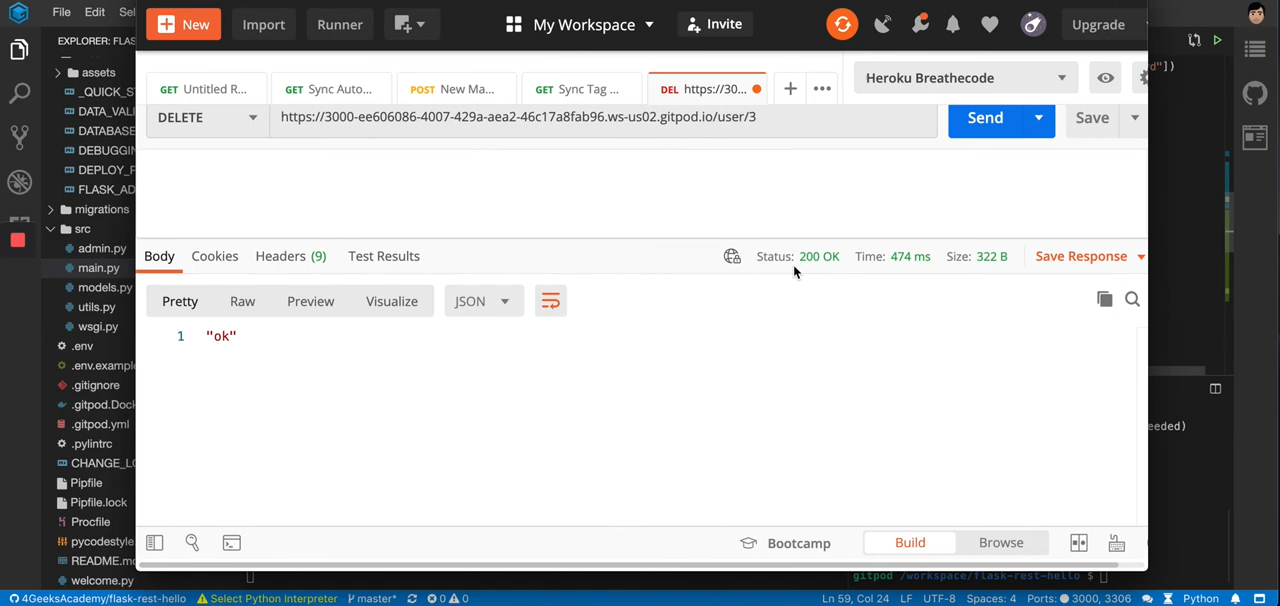 File Edit Sel
New Import Runner My Workspace Invite Upgrade
EXPLORER: FLAS
assets
_QUICK_ST
DATA_VALI
DATABASE
DEBUGGIN
DEPLOY_P
FLASK_AD
migrations
src
admin.py
main.py
models.py
utils.py
wsgi.py
.env
.env.example
.gitignore
.gitpod.Dock
.gitpod.yml
.pylintrc
CHANGE_LO
Pipfile
Pipfile.lock
Procfile
pycodestyle
README.md
welcome.py
GET Untitled R...
GET Sync Auto...
POST New Ma...
GET Sync Tag ...
DEL https://30...
Heroku Breathecode
DELETE https://3000-ee606086-4007-429a-aea2-46c17a8fab96.ws-us02.gitpod.io/user/3 Send Save
Body Cookies Headers (9) Test Results Status: 200 OK Time: 474 ms Size: 322 B Save Response
Pretty Raw Preview Visualize JSON
1 "ok"
Bootcamp Build Browse
d"])
eeded)
gitpod /workspace/flask-rest-hello $
4GeeksAcademy/flask-rest-hello Select Python Interpreter master* 0 0 Ln 59, Col 24 LF UTF-8 Spaces: 4 Ports: 3000, 3306 Python